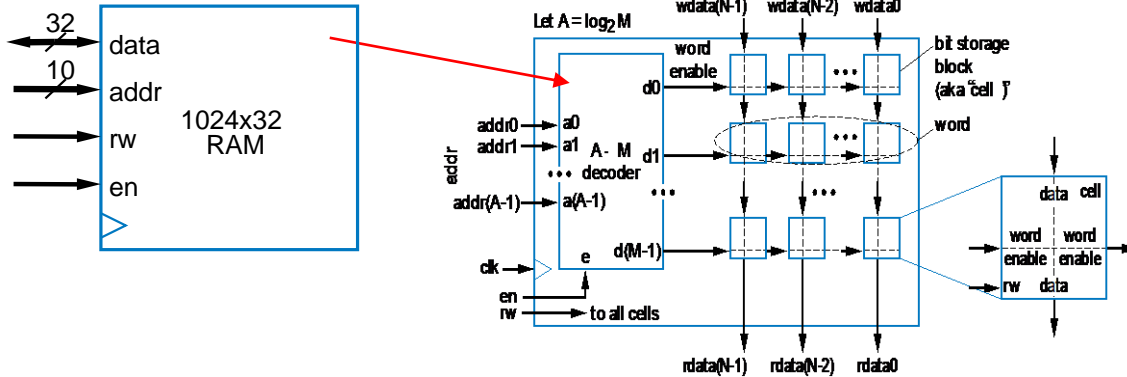 32
data
10
addr
rw
en
1024x32
RAM
Let A = log2 M
wdata(N-1) wdata(N-2) wdata0
word
enable
d0
bit storage
block
(aka “cell”)
word
addr
addr0
addr1
addr(A-1)
a0
a1
a(A-1)
A - M
decoder
d1
d(M-1)
e
clk
en
rw
to all cells
rdata(N-1) rdata(N-2) rdata0
data cell
word word
enable enable
rw data